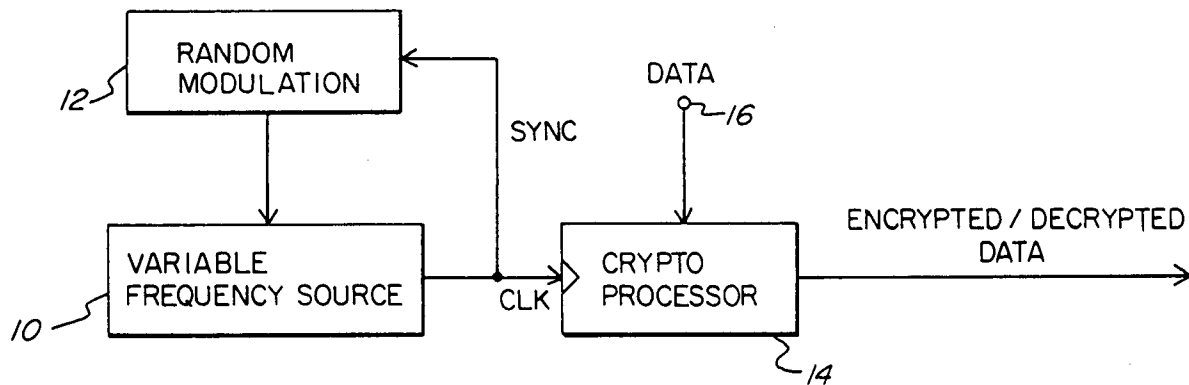 RANDOM
MODULATION
12
DATA
16
SYNC
ENCRYPTED / DECRYPTED
DATA
VARIABLE
FREQUENCY SOURCE
CLK
CRYPTO
PROCESSOR
10
14